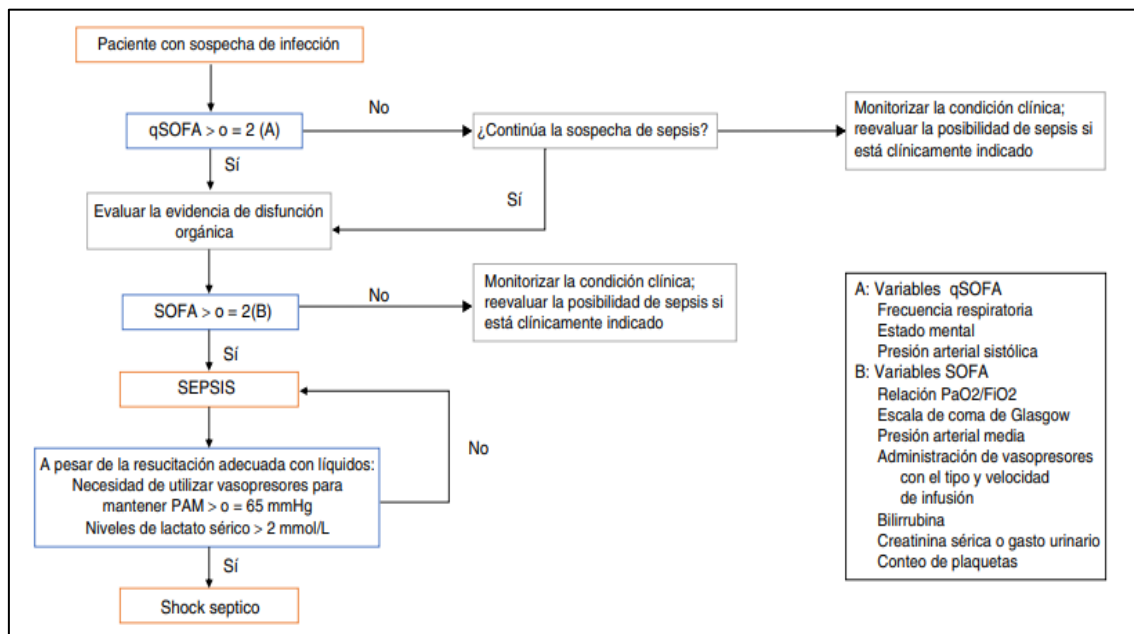 Paciente con sospecha de infección
No
qSOFA > o = 2 (A)
¿Continúa la sospecha de sepsis?
Monitorizar la condición clínica;
reevaluar la posibilidad de sepsis si
está clínicamente indicado
Sí
Sí
Evaluar la evidencia de disfunción
orgánica
No
SOFA > o = 2(B)
Monitorizar la condición clínica;
reevaluar la posibilidad de sepsis si
está clínicamente indicado
Sí
SEPSIS
No
A pesar de la resucitación adecuada con líquidos:
Necesidad de utilizar vasopresores para
mantener PAM > o = 65 mmHg
Niveles de lactato sérico > 2 mmol/L
Sí
Shock septico
A: Variables qSOFA
Frecuencia respiratoria
Estado mental
Presión arterial sistólica
B: Variables SOFA
Relación PaO2/FiO2
Escala de coma de Glasgow
Presión arterial media
Administración de vasopresores
con el tipo y velocidad
de infusión
Bilirrubina
Creatinina sérica o gasto urinario
Conteo de plaquetas